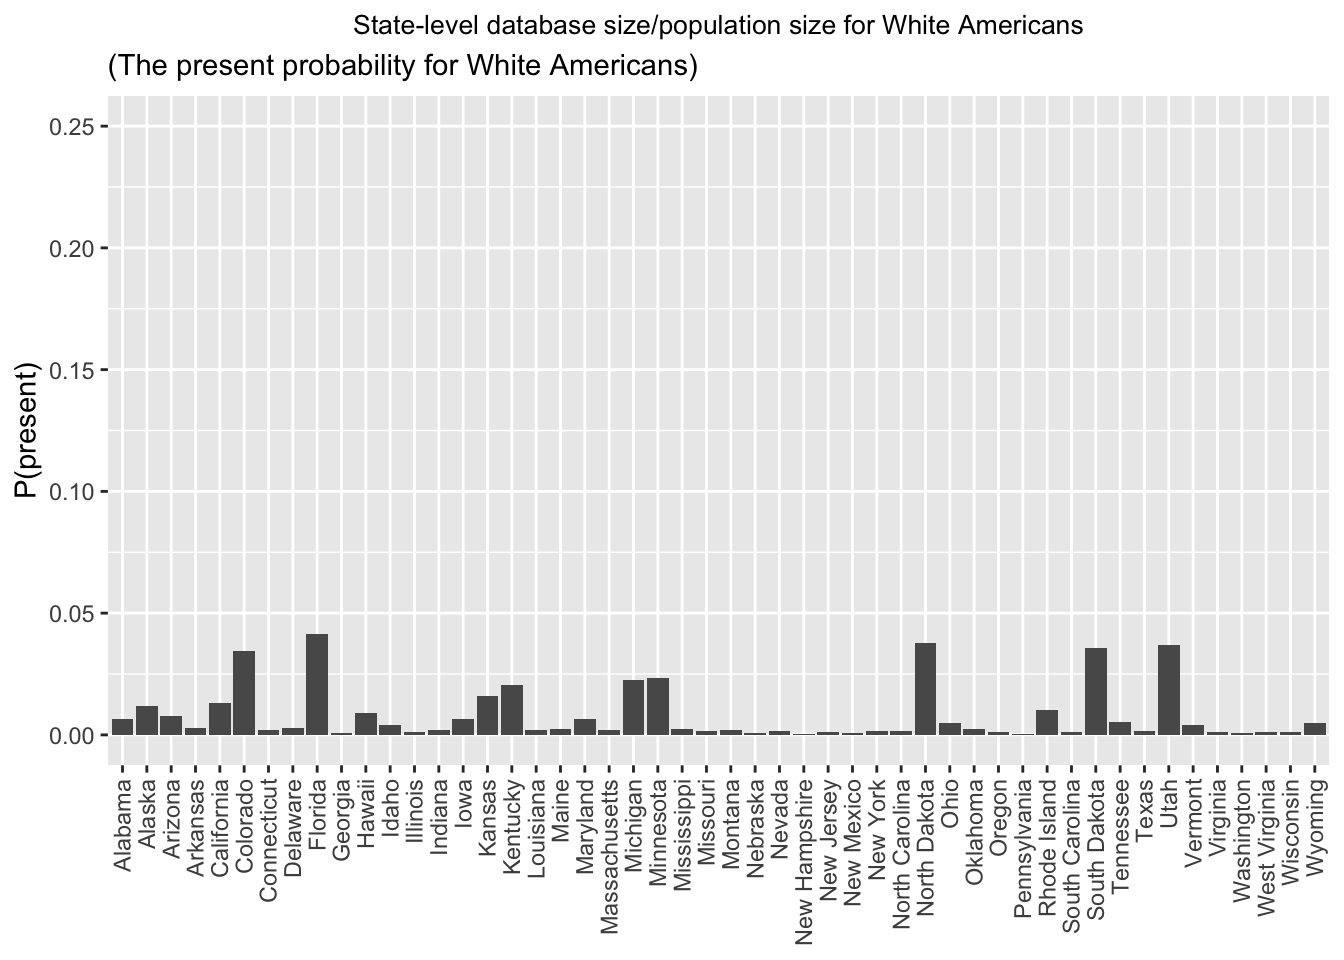 State-level database size/population size for White Americans
(The present probability for White Americans)
P(present)
0.25
0.20
0.15
0.10
0.05
0.00
Alabama
Alaska
Arizona
Arkansas
California
Colorado
Connecticut
Delaware
Florida
Georgia
Hawaii
Idaho
Illinois
Indiana
Iowa
Kansas
Kentucky
Louisiana
Maine
Maryland
Massachusetts
Michigan
Minnesota
Mississippi
Missouri
Montana
Nebraska
Nevada
New Hampshire
New Jersey
New Mexico
New York
North Carolina
North Dakota
Ohio
Oklahoma
Oregon
Pennsylvania
Rhode Island
South Carolina
South Dakota
Tennessee
Texas
Utah
Vermont
Virginia
Washington
West Virginia
Wisconsin
Wyoming